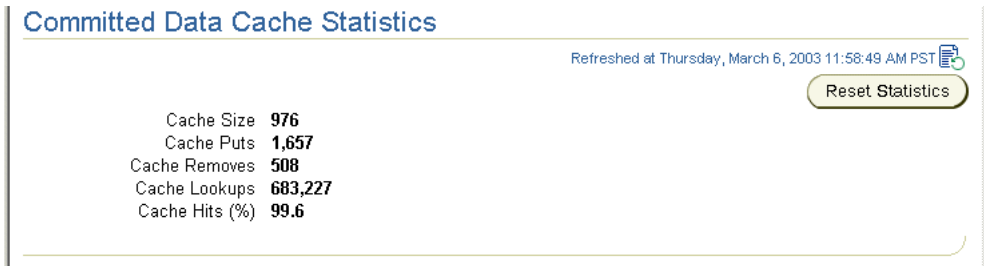 Committed Data Cache Statistics
Refreshed at Thursday, March 6, 2003 11:58:49 AM PST
Reset Statistics
Cache Size 976
Cache Puts 1,657
Cache Removes 508
Cache Lookups 683,227
Cache Hits (%) 99.6